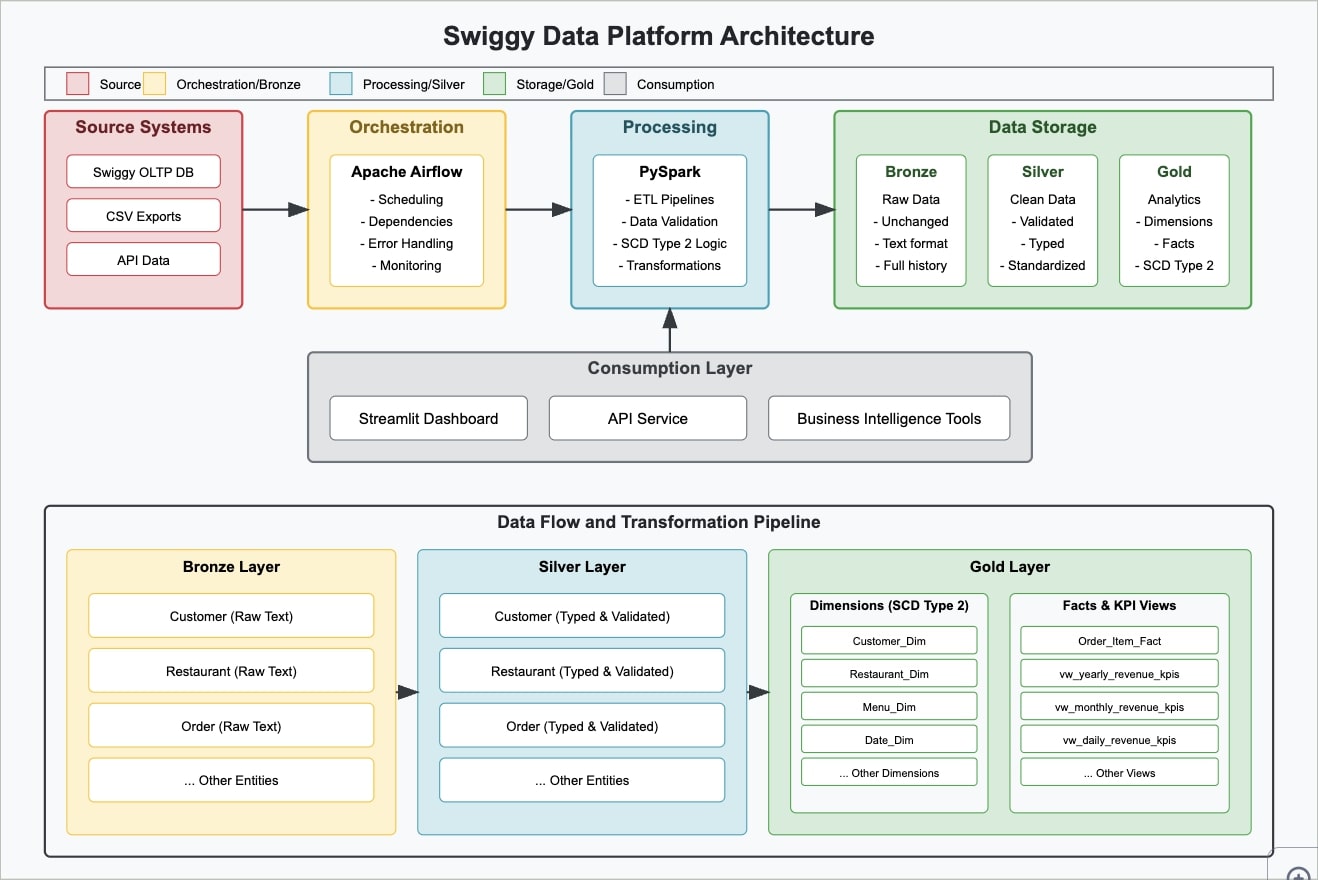 Swiggy Data Platform Architecture
Source
Orchestration/Bronze
Processing/Silver
Storage/Gold
Consumption
Source Systems
Swiggy OLTP DB
CSV Exports
API Data
Orchestration
Apache Airflow
- Scheduling
- Dependencies
- Error Handling
- Monitoring
Processing
PySpark
- ETL Pipelines
- Data Validation
- SCD Type 2 Logic
- Transformations
Data Storage
Bronze
Raw Data
- Unchanged
- Text format
- Full history
Silver
Clean Data
- Validated
- Typed
- Standardized
Gold
Analytics
- Dimensions
- Facts
- SCD Type 2
Consumption Layer
Streamlit Dashboard
API Service
Business Intelligence Tools
Data Flow and Transformation Pipeline
Bronze Layer
Customer (Raw Text)
Restaurant (Raw Text)
Order (Raw Text)
... Other Entities
Silver Layer
Customer (Typed & Validated)
Restaurant (Typed & Validated)
Order (Typed & Validated)
... Other Entities
Gold Layer
Dimensions (SCD Type 2)
Customer_Dim
Restaurant_Dim
Menu_Dim
Date_Dim
... Other Dimensions
Facts & KPI Views
Order_Item_Fact
vw_yearly_revenue_kpis
vw_monthly_revenue_kpis
vw_daily_revenue_kpis
... Other Views